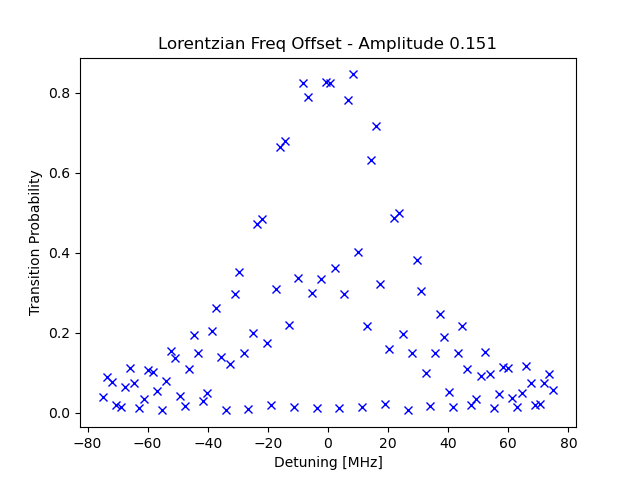 Lorentzian Freq Offset - Amplitude 0.151
0.8
0.6
0.4
0.2
0.0
Transition Probability
−80 −60 −40 −20 0 20 40 60 80
Detuning [MHz]